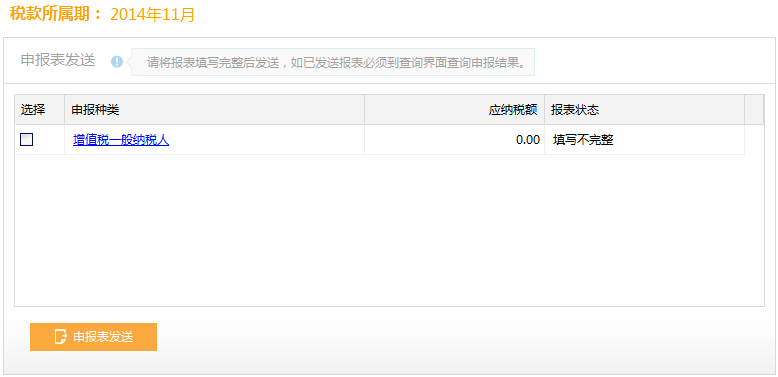 税款所属期： 2014年11月
申报表发送 请将报表填写完整后发送，如已发送报表必须到查询界面查询申报结果。
选择 申报种类 应纳税额 报表状态
增值税一般纳税人 0.00 填写不完整
申报表发送